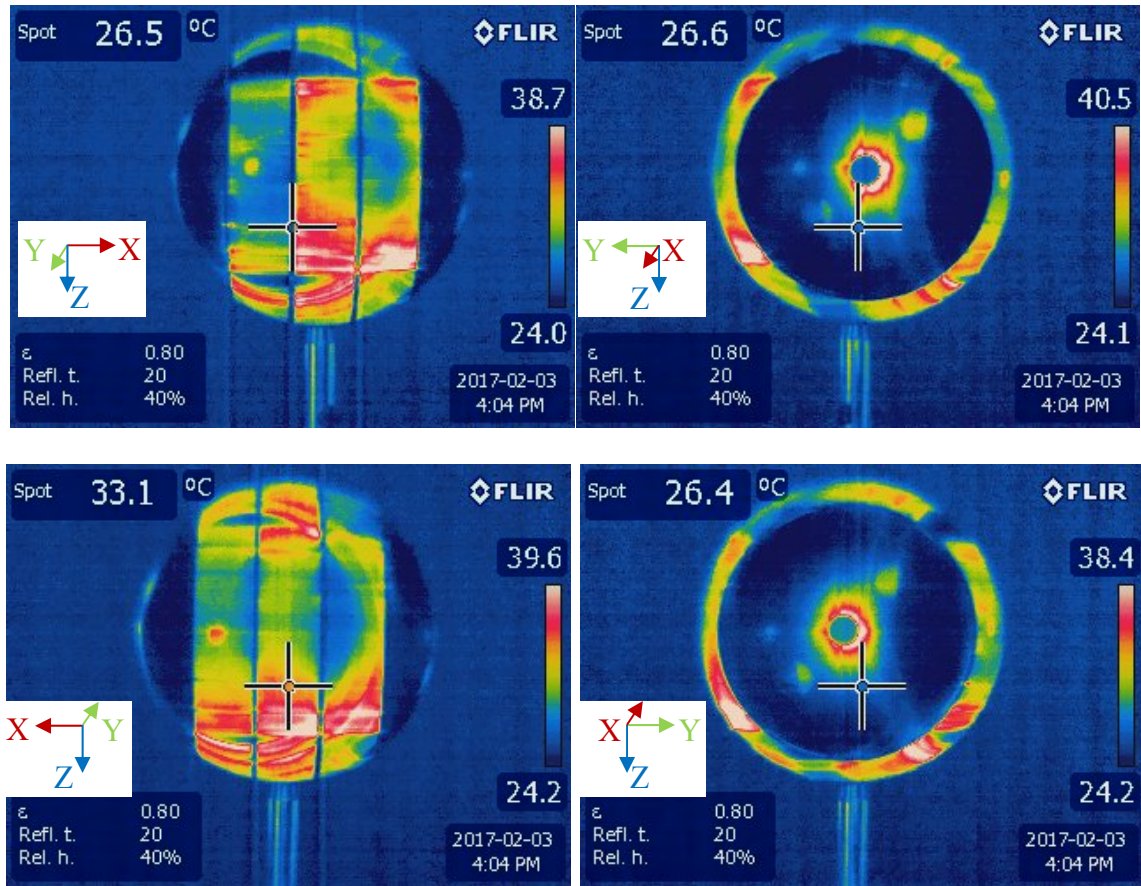 Spot 26.5 ºC FLIR
38.7
Y X
Z
24.0
ε 0.80
Refl. t. 20
Rel. h. 40%
2017-02-03
4:04 PM
Spot 26.6 ºC FLIR
40.5
Y X
Z
24.1
ε 0.80
Refl. t. 20
Rel. h. 40%
2017-02-03
4:04 PM
Spot 33.1 ºC FLIR
39.6
X Y
Z
24.2
ε 0.80
Refl. t. 20
Rel. h. 40%
2017-02-03
4:04 PM
Spot 26.4 ºC FLIR
38.4
X Y
Z
24.2
ε 0.80
Refl. t. 20
Rel. h. 40%
2017-02-03
4:04 PM